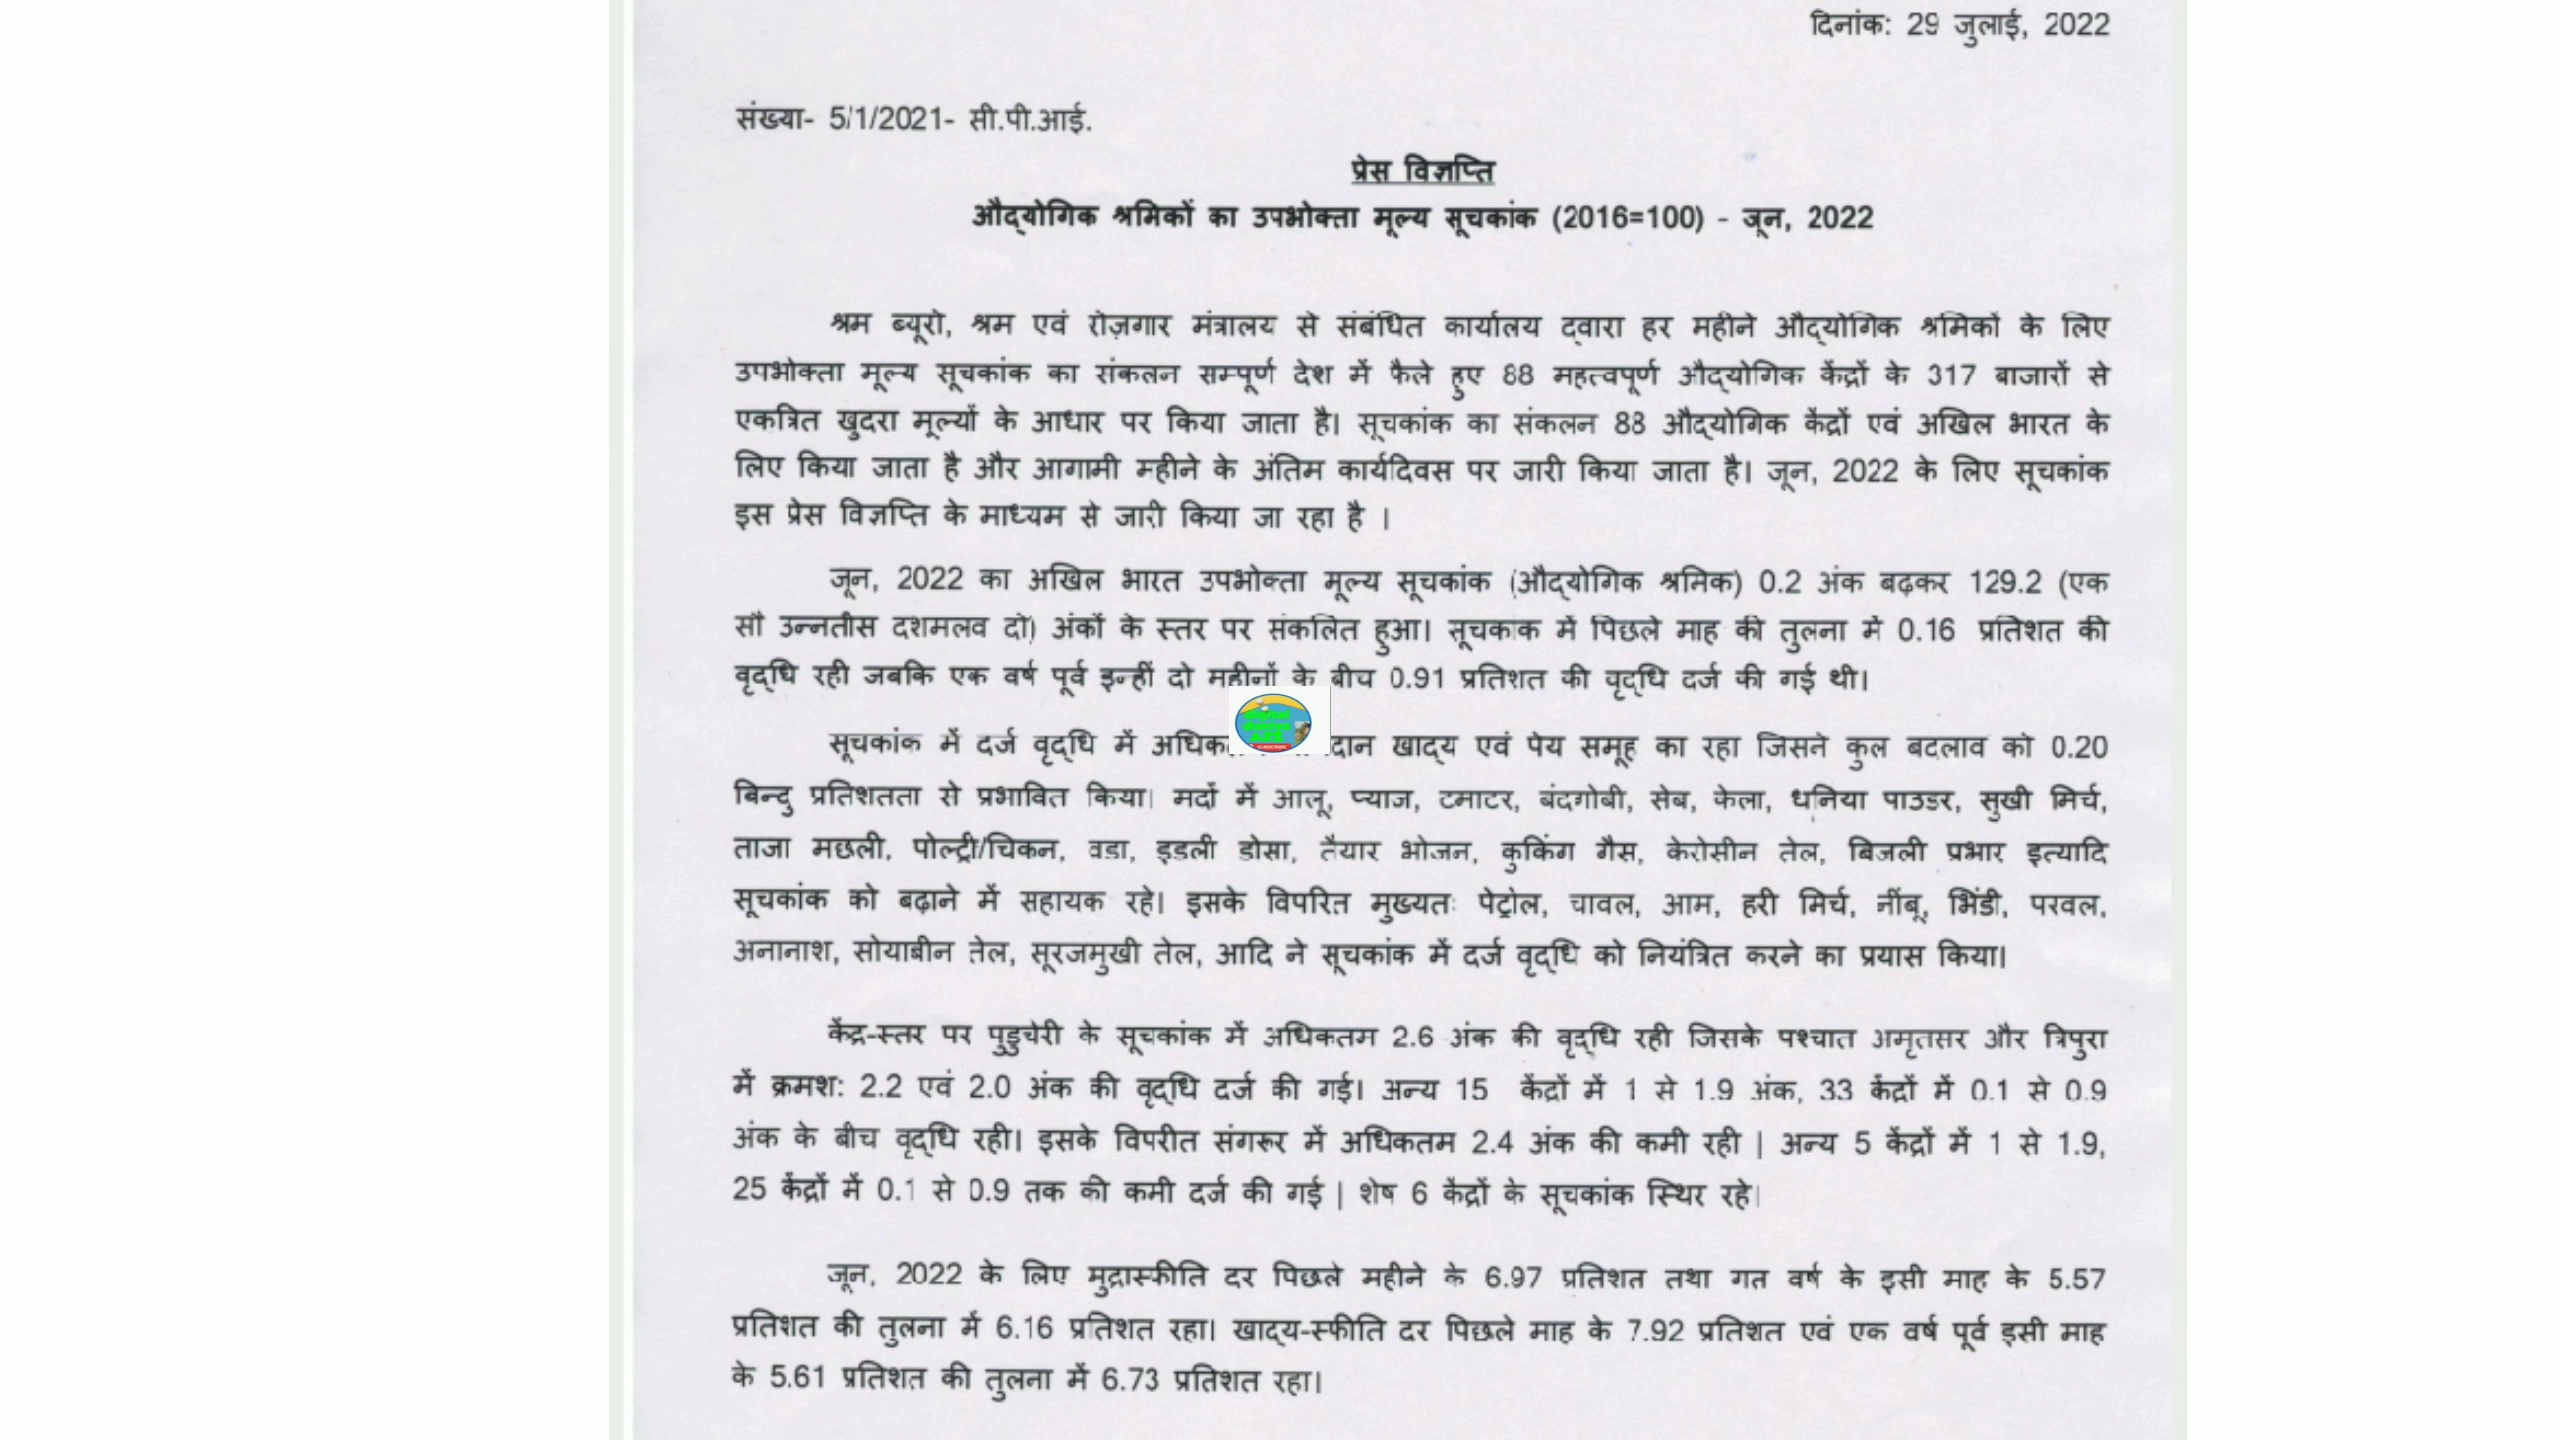 दिनांक: 29 जुलाई, 2022
संख्या- 5/1/2021- सी.पी.आई.
प्रेस विज्ञप्ति
औद्योगिक श्रमिकों का उपभोक्ता मूल्य सूचकांक (2016=100) - जून, 2022
श्रम ब्यूरो, श्रम एवं रोज़गार मंत्रालय से संबंधित कार्यालय द्वारा हर महीने औद्योगिक श्रमिकों के लिए
उपभोक्ता मूल्य सूचकांक का संकलन सम्पूर्ण देश में फैले हुए 88 महत्वपूर्ण औद्योगिक केंद्रों के 317 बाजारों से
एकत्रित खुदरा मूल्यों के आधार पर किया जाता है। सूचकांक का संकलन 88 औद्योगिक केंद्रों एवं अखिल भारत के
लिए किया जाता है और आगामी महीने के अंतिम कार्यदिवस पर जारी किया जाता है। जून, 2022 के लिए सूचकांक
इस प्रेस विज्ञप्ति के माध्यम से जारी किया जा रहा है ।
जून, 2022 का अखिल भारत उपभोक्ता मूल्य सूचकांक (औद्योगिक श्रमिक) 0.2 अंक बढ़कर 129.2 (एक
सौ उन्नतीस दशमलव दो) अंकों के स्तर पर संकलित हुआ। सूचकांक में पिछले माह की तुलना में 0.16 प्रतिशत की
वृद्धि रही जबकि एक वर्ष पूर्व इन्हीं दो महीनों के बीच 0.91 प्रतिशत की वृद्धि दर्ज की गई थी।
सूचकांक में दर्ज वृद्धि में खाद्य एवं पेय समूह का रहा जिसने कुल बदलाव को 0.20
बिन्दु प्रतिशतता से प्रभावित किया। मदों में आलू, प्याज, टमाटर, बंदगोबी, सेब, केला, धनिया पाउडर, सुखी मिर्च,
ताजा मछली, पोल्ट्री/चिकन, वडा, इडली डोसा, तैयार भोजन, कुकिंग गैस, केरोसीन तेल, बिजली प्रभार इत्यादि
सूचकांक को बढ़ाने में सहायक रहे। इसके विपरित मुख्यतः पेट्रोल, चावल, आम, हरी मिर्च, नींबू, भिंडी, परवल,
अनानाश, सोयाबीन तेल, सूरजमुखी तेल, आदि ने सूचकांक में दर्ज वृद्धि को नियंत्रित करने का प्रयास किया।
केंद्र-स्तर पर पुडुचेरी के सूचकांक में अधिकतम 2.6 अंक की वृद्धि रही जिसके पश्चात अमृतसर और त्रिपुरा
में क्रमश: 2.2 एवं 2.0 अंक की वृद्धि दर्ज की गई। अन्य 15 केंद्रों में 1 से 1.9 अंक, 33 केंद्रों में 0.1 से 0.9
अंक के बीच वृद्धि रही। इसके विपरीत संगरूर में अधिकतम 2.4 अंक की कमी रही | अन्य 5 केंद्रों में 1 से 1.9,
25 केंद्रों में 0.1 से 0.9 तक की कमी दर्ज की गई | शेष 6 केंद्रों के सूचकांक स्थिर रहे।
जून, 2022 के लिए मुद्रास्फीति दर पिछले महीने के 6.97 प्रतिशत तथा गत वर्ष के इसी माह के 5.57
प्रतिशत की तुलना में 6.16 प्रतिशत रहा। खाद्य-स्फीति दर पिछले माह के 7.92 प्रतिशत एवं एक वर्ष पूर्व इसी माह
के 5.61 प्रतिशत की तुलना में 6.73 प्रतिशत रहा।